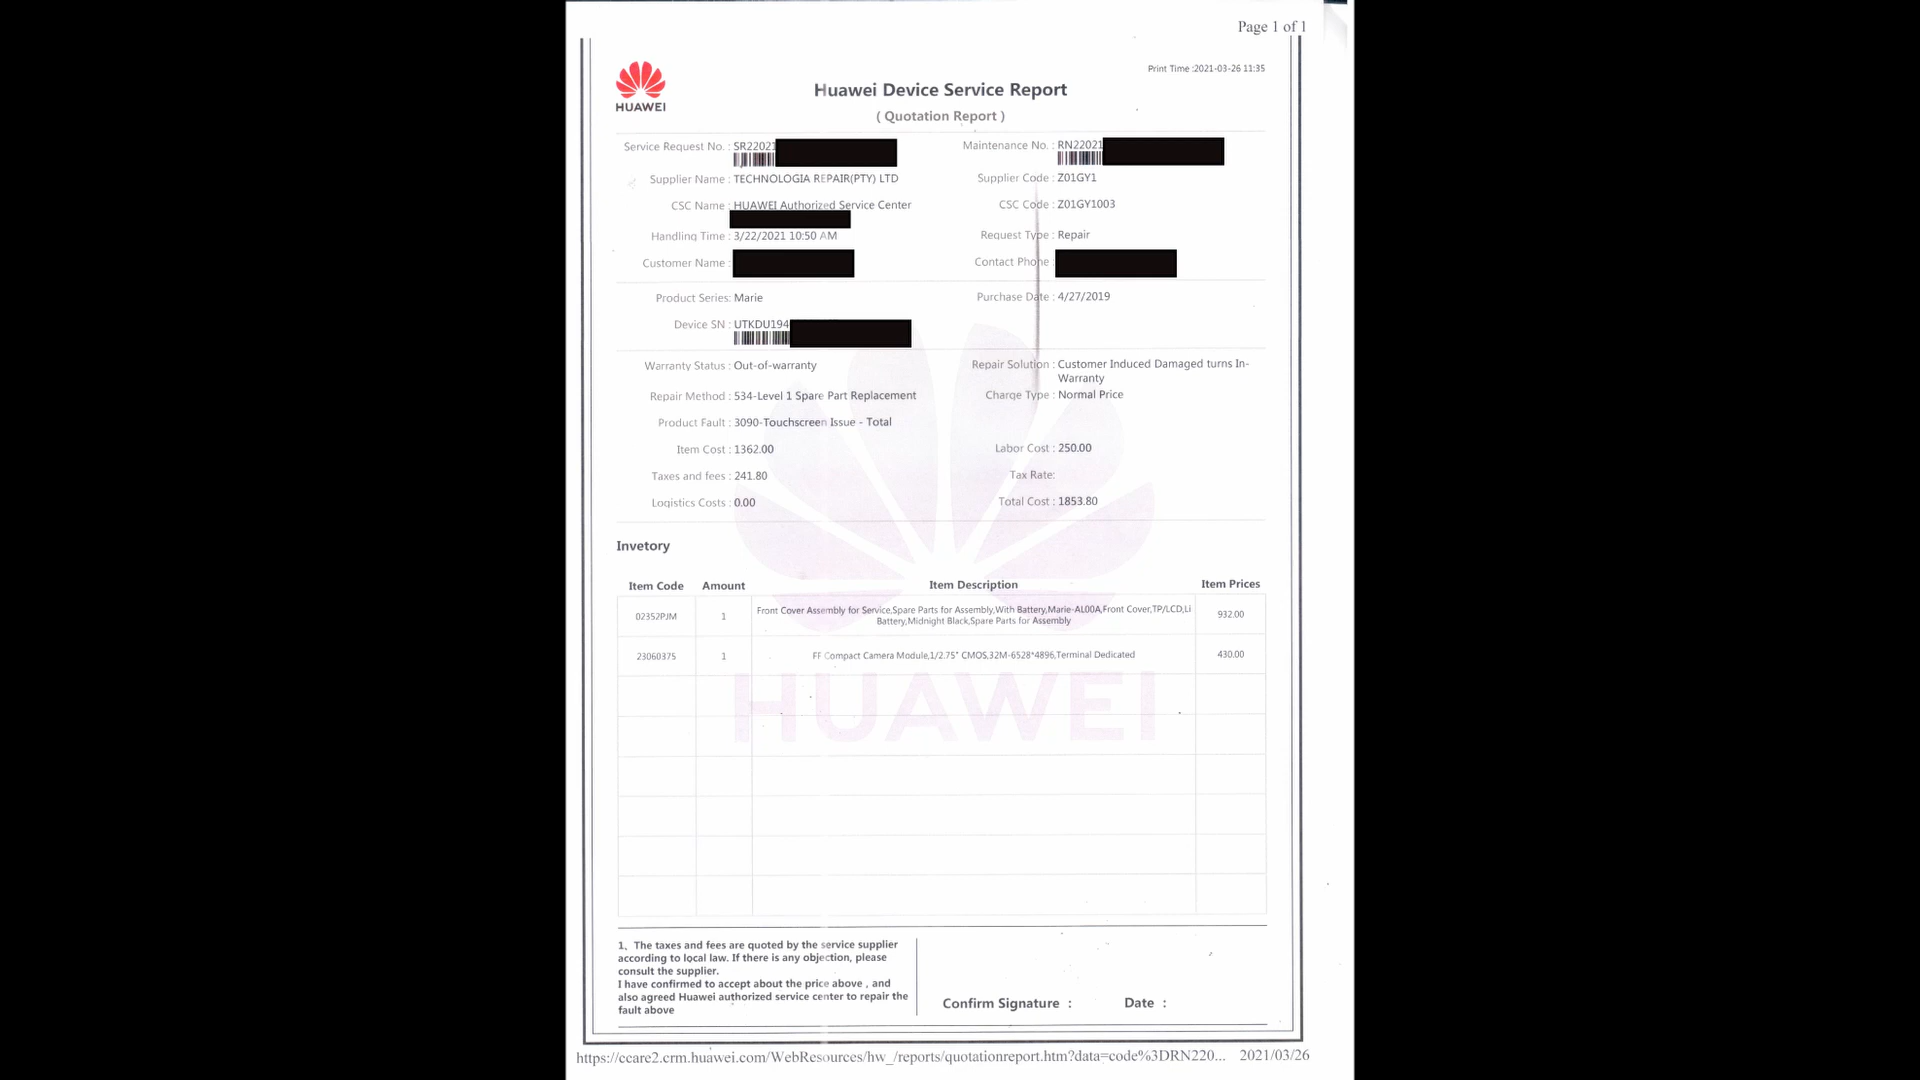 Page 1 of 1
Print Time :2021-03-26 11:35
HUAWEI
Huawei Device Service Report
( Quotation Report )
Service Request No. : SR22021
Maintenance No. : RN22021
Supplier Name : TECHNOLOGIA REPAIR(PTY) LTD
Supplier Code : Z01GY1
CSC Name : HUAWEI Authorized Service Center
CSC Code : Z01GY1003
Handling Time : 3/22/2021 10:50 AM
Request Type : Repair
Customer Name :
Contact Phone :
Product Series: Marie
Purchase Date : 4/27/2019
Device SN : UTKDU194
Warranty Status : Out-of-warranty
Repair Solution : Customer Induced Damaged turns In-
Warranty
Repair Method : 534-Level 1 Spare Part Replacement
Charge Type : Normal Price
Product Fault : 3090-Touchscreen Issue - Total
Item Cost : 1362.00
Labor Cost : 250.00
Taxes and fees : 241.80
Tax Rate:
Logistics Costs : 0.00
Total Cost : 1853.80
Invetory
Item Code Amount Item Description Item Prices
02352PJM 1 Front Cover Assembly for Service,Spare Parts for Assembly,With Battery,Marie-AL00A,Front Cover,TP/LCD,Li 932.00
Battery,Midnight Black,Spare Parts for Assembly
23060375 1 FF Compact Camera Module,1/2.75" CMOS,32M-6528*4896,Terminal Dedicated 430.00
HUAWEI
1、The taxes and fees are quoted by the service supplier
according to local law. If there is any objection, please
consult the supplier.
I have confirmed to accept about the price above , and
also agreed Huawei authorized service center to repair the
fault above
Confirm Signature : Date :
https://ccare2.crm.huawei.com/WebResources/hw_/reports/quotationreport.htm?data=code%3DRN220... 2021/03/26